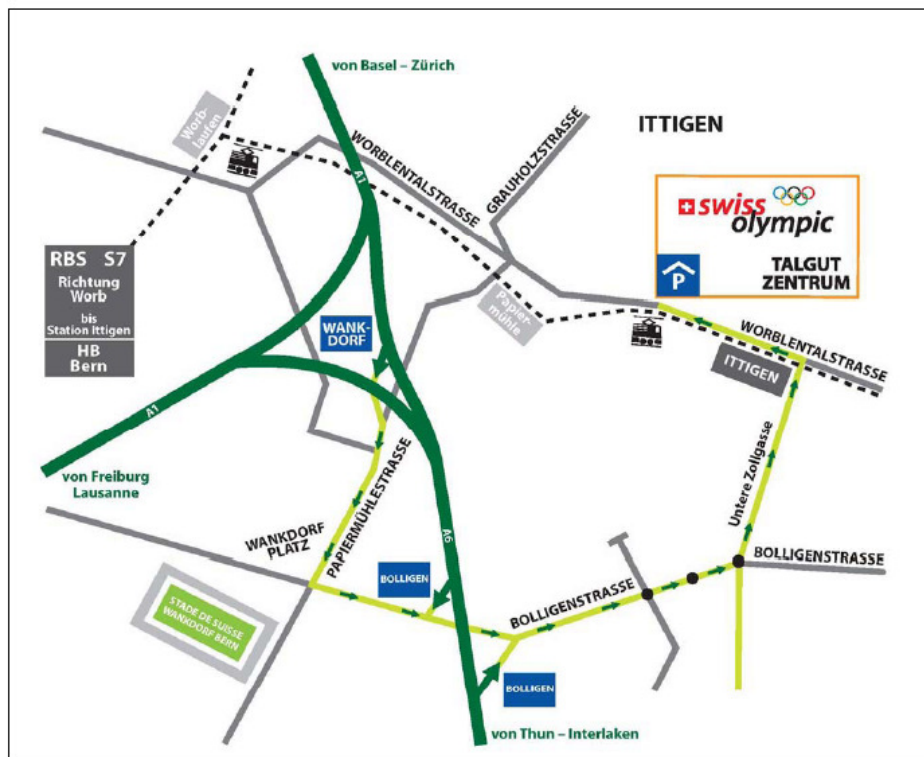 von Basel – Zürich
Worb-
laufen
ITTIGEN
WORBLENTALSTRASSE
GRAUHOLZSTRASSE
A1
swiss
olympic
P
TALGUT
ZENTRUM
RBS S7
Richtung
Worb
bis
Station Ittigen
HB
Bern
Papier-
mühle
WANK-
DORF
WORBLENTALSTRASSE
ITTIGEN
A1
von Freiburg
Lausanne
PAPIERMÜHLESTRASSE
Untere Zollgasse
WANKDORF
PLATZ
A6
BOLLIGENSTRASSE
BOLLIGEN
BOLLIGENSTRASSE
STADE DE SUISSE
WANKDORF BERN
BOLLIGEN
von Thun – Interlaken